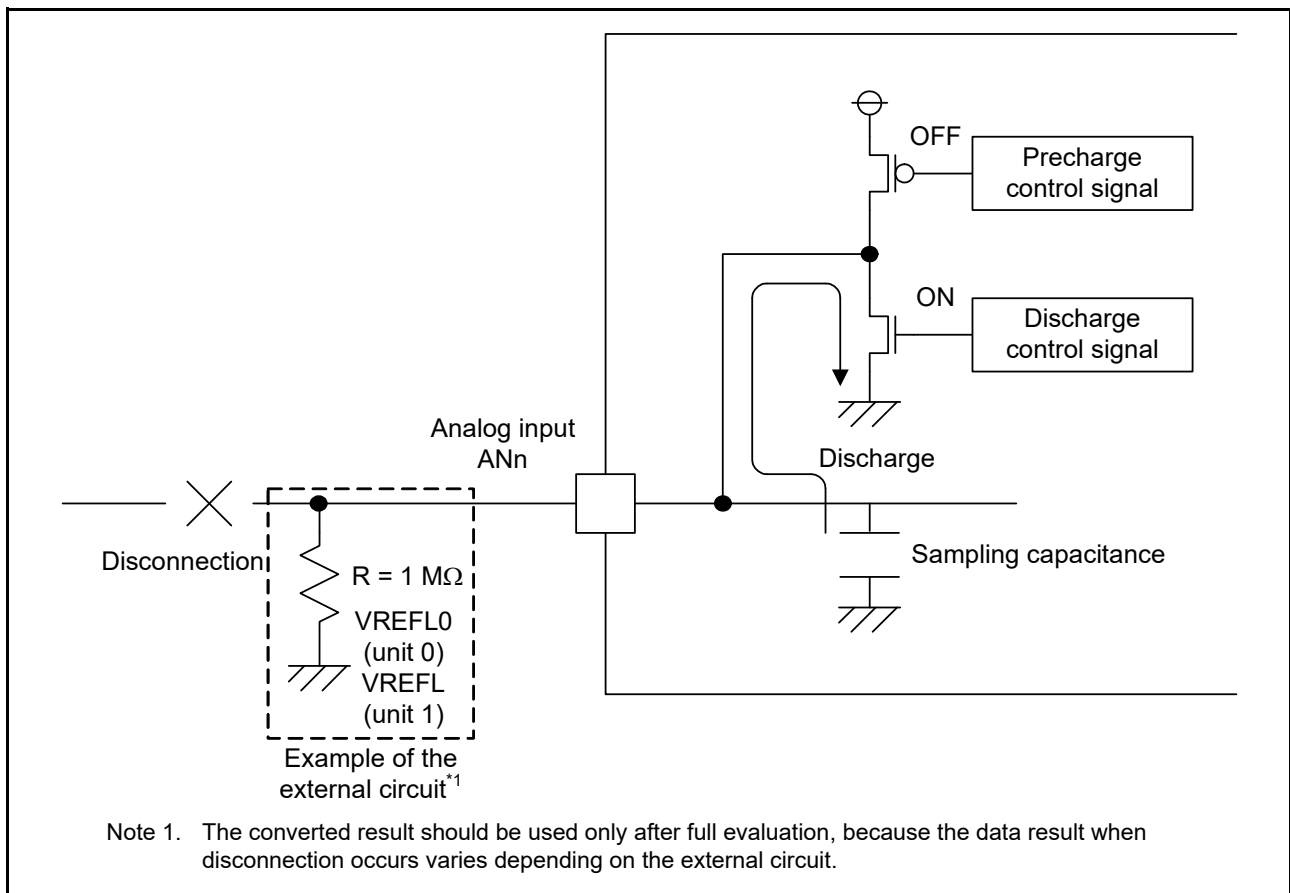 OFF
Precharge
control signal
ON
Discharge
control signal
Analog input
ANn
Discharge
Disconnection
R = 1 MΩ
Sampling capacitance
VREFL0
(unit 0)
VREFL
(unit 1)
Example of the
external circuit*1
Note 1. The converted result should be used only after full evaluation, because the data result when
disconnection occurs varies depending on the external circuit.